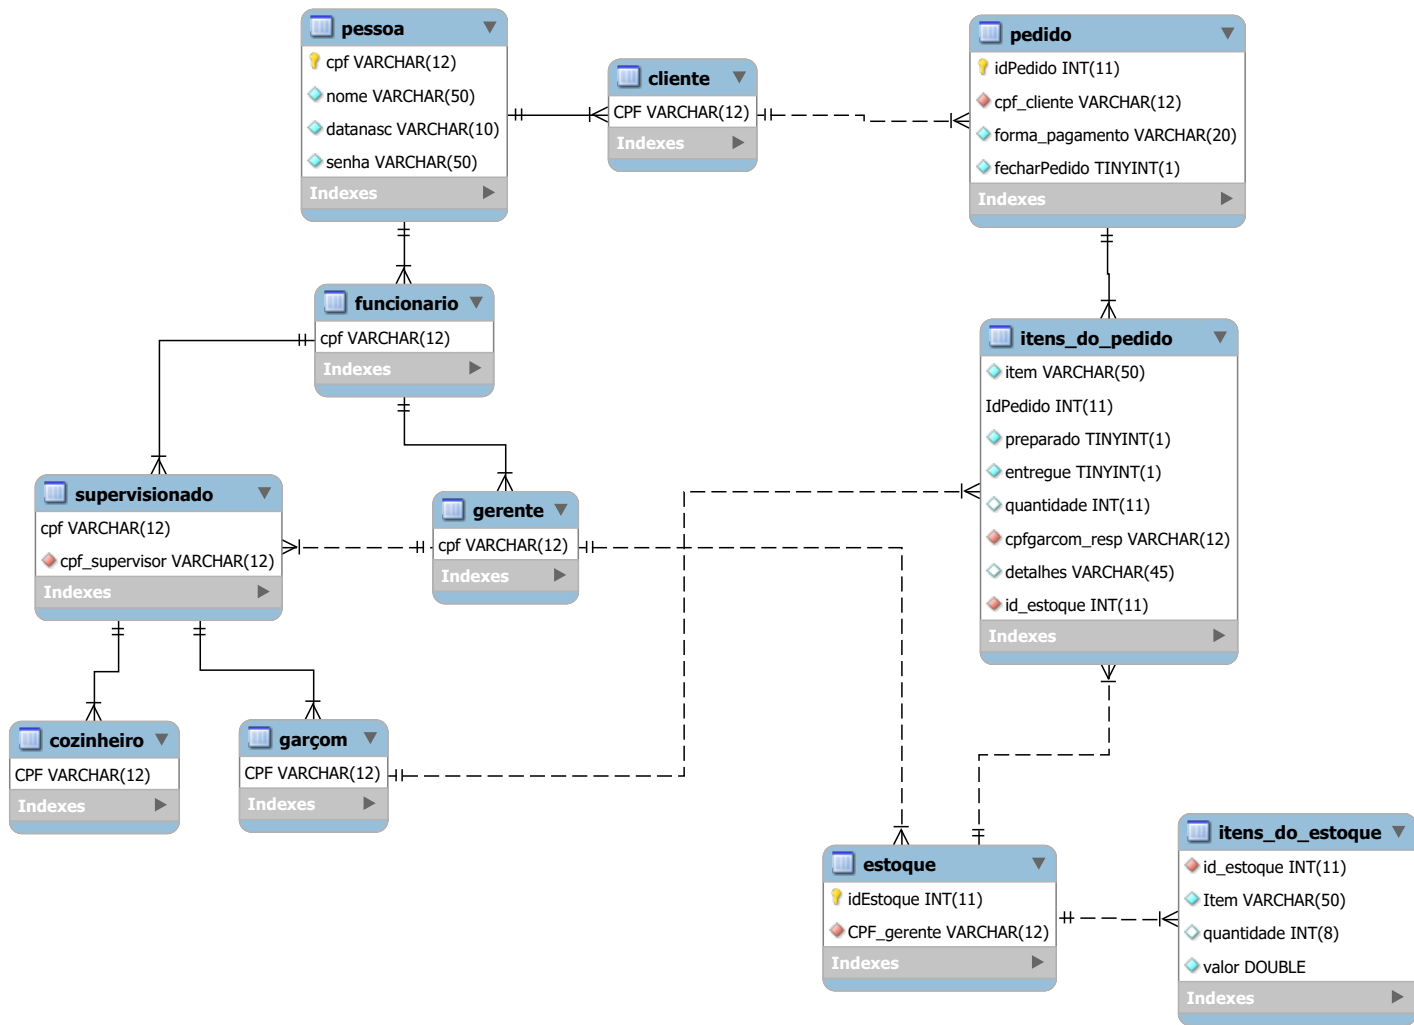 pessoa
cpf VARCHAR(12)
nome VARCHAR(50)
datanasc VARCHAR(10)
senha VARCHAR(50)
Indexes
cliente
CPF VARCHAR(12)
Indexes
pedido
idPedido INT(11)
cpf_cliente VARCHAR(12)
forma_pagamento VARCHAR(20)
fecharPedido TINYINT(1)
Indexes
funcionario
cpf VARCHAR(12)
Indexes
itens_do_pedido
item VARCHAR(50)
IdPedido INT(11)
preparado TINYINT(1)
entregue TINYINT(1)
quantidade INT(11)
cpfgarcom_resp VARCHAR(12)
detalhes VARCHAR(45)
id_estoque INT(11)
Indexes
supervisionado
cpf VARCHAR(12)
cpf_supervisor VARCHAR(12)
Indexes
gerente
cpf VARCHAR(12)
Indexes
cozinheiro
CPF VARCHAR(12)
Indexes
garçom
CPF VARCHAR(12)
Indexes
estoque
idEstoque INT(11)
CPF_gerente VARCHAR(12)
Indexes
itens_do_estoque
id_estoque INT(11)
Item VARCHAR(50)
quantidade INT(8)
valor DOUBLE
Indexes